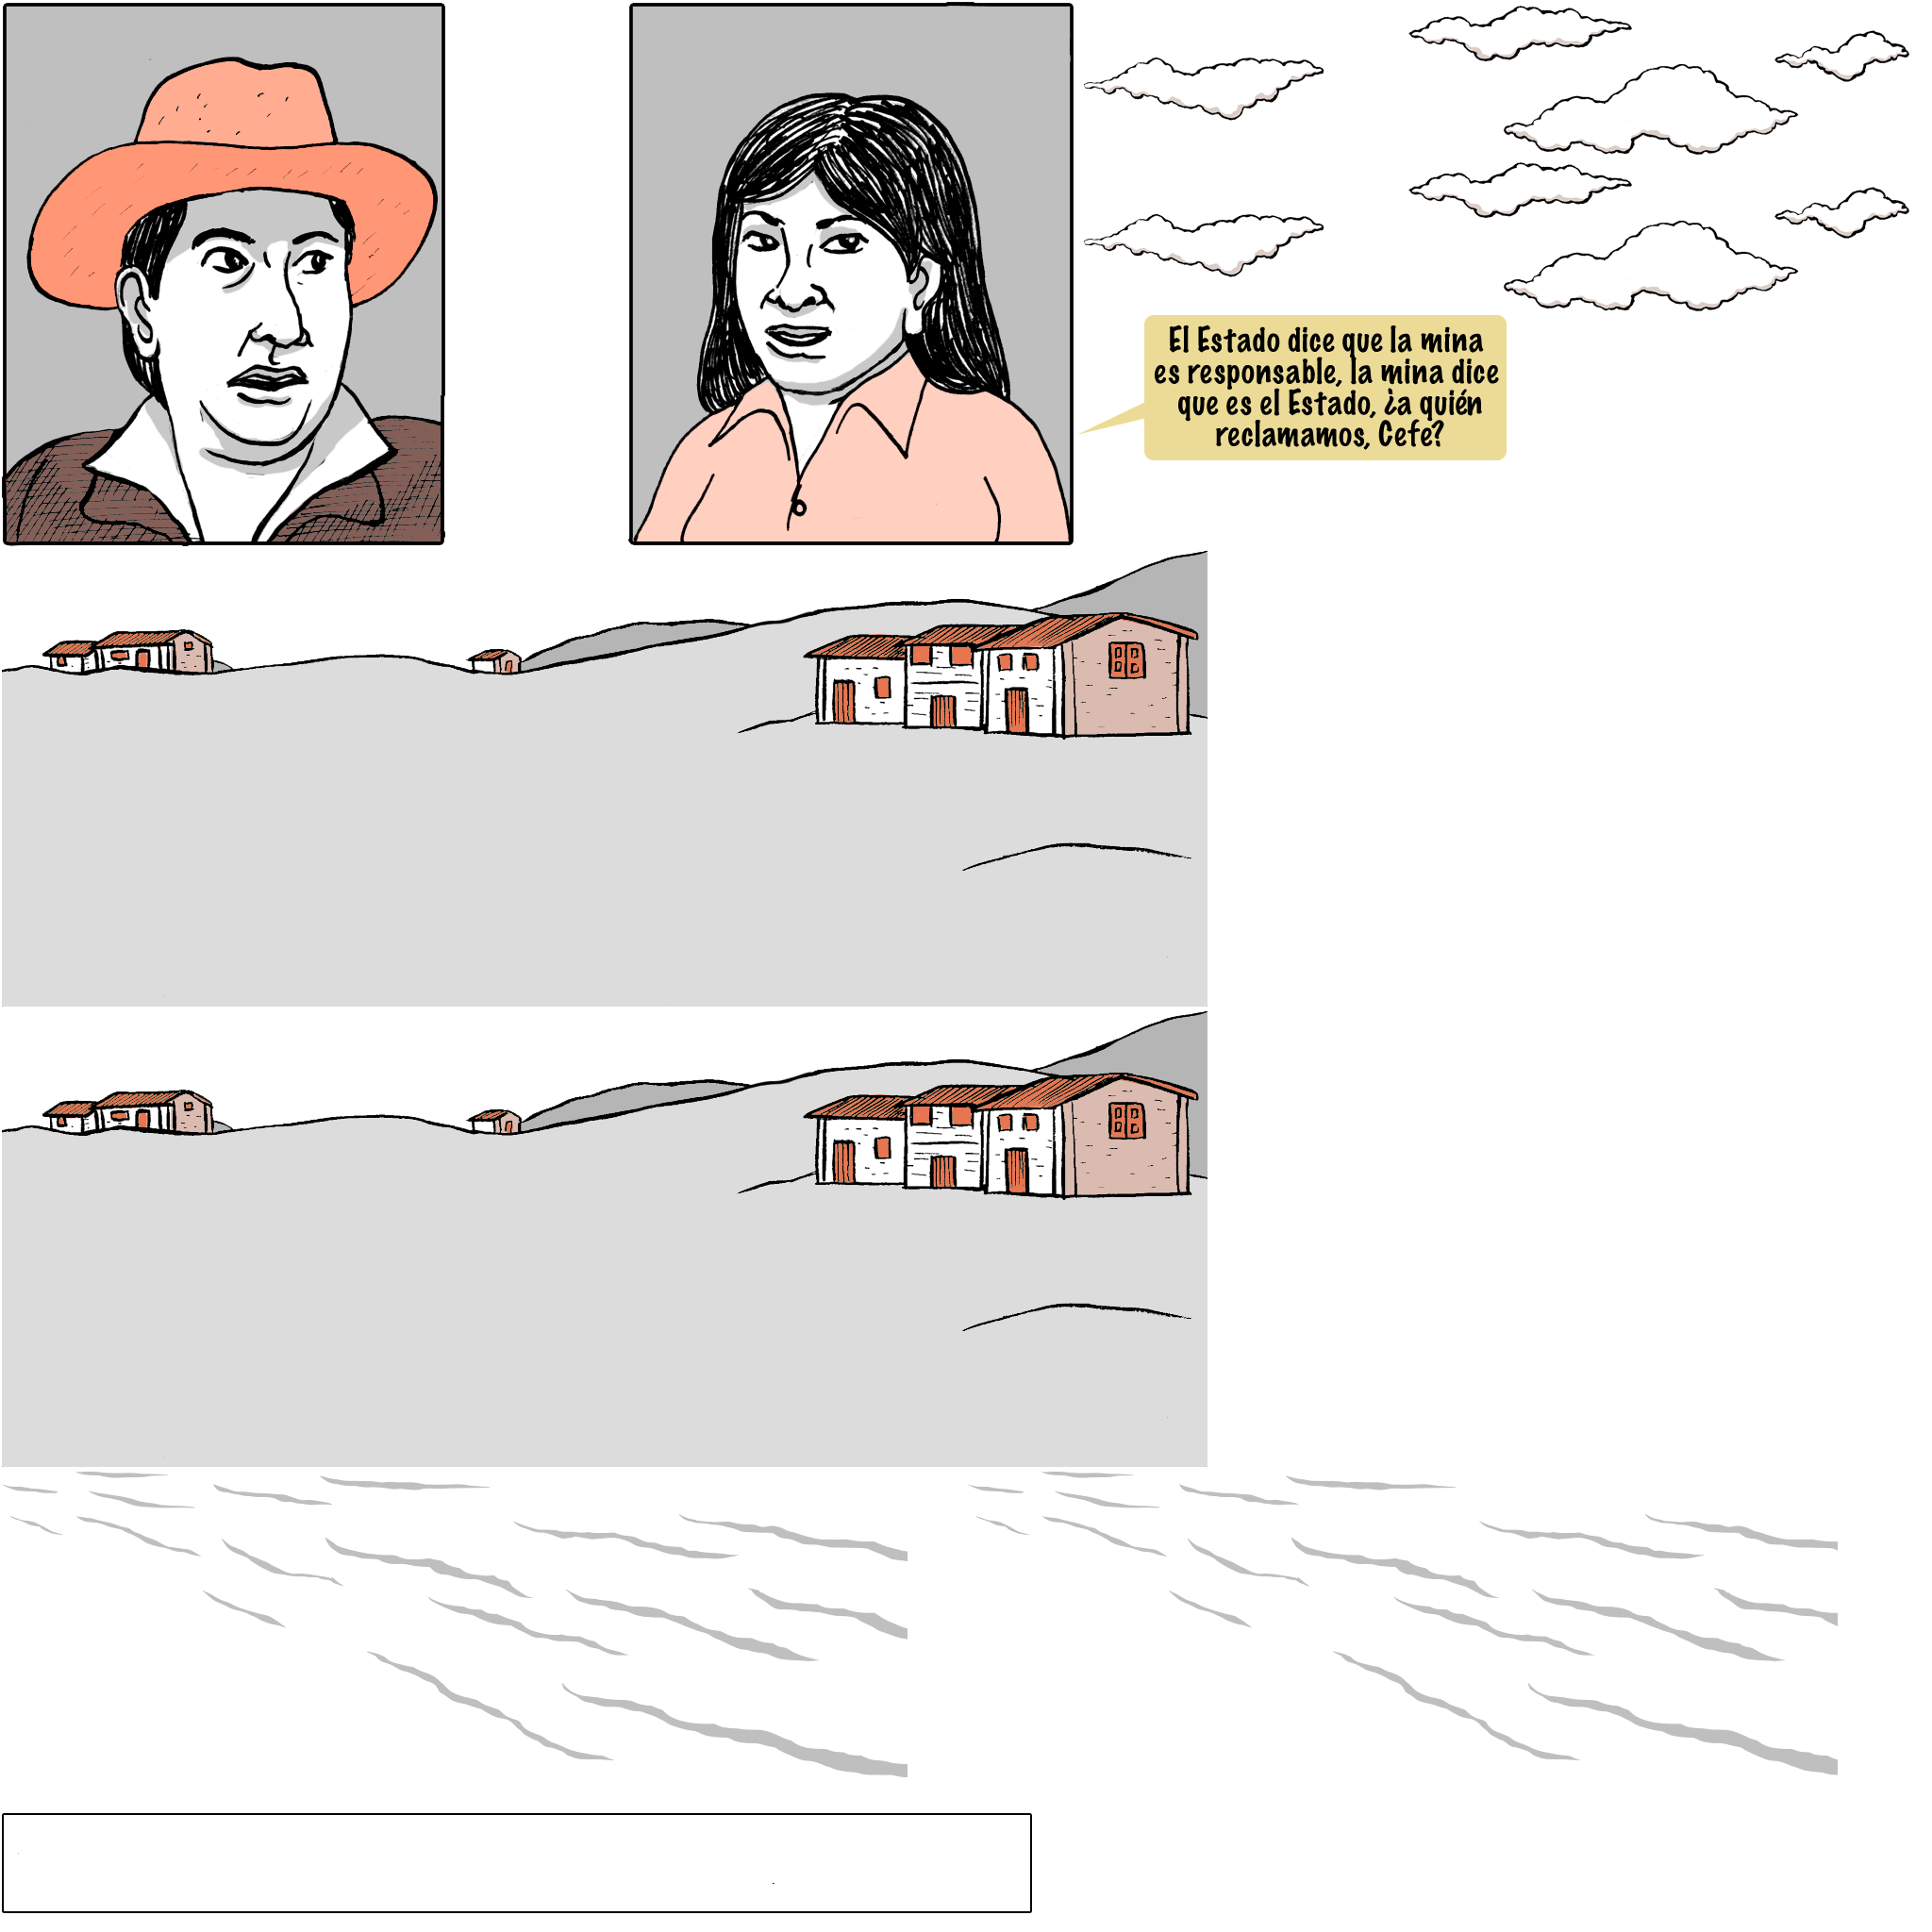 El Estado dice que la mina
es responsable, la mina dice
que es el Estado, ¿a quién
reclamamos, Cefe?